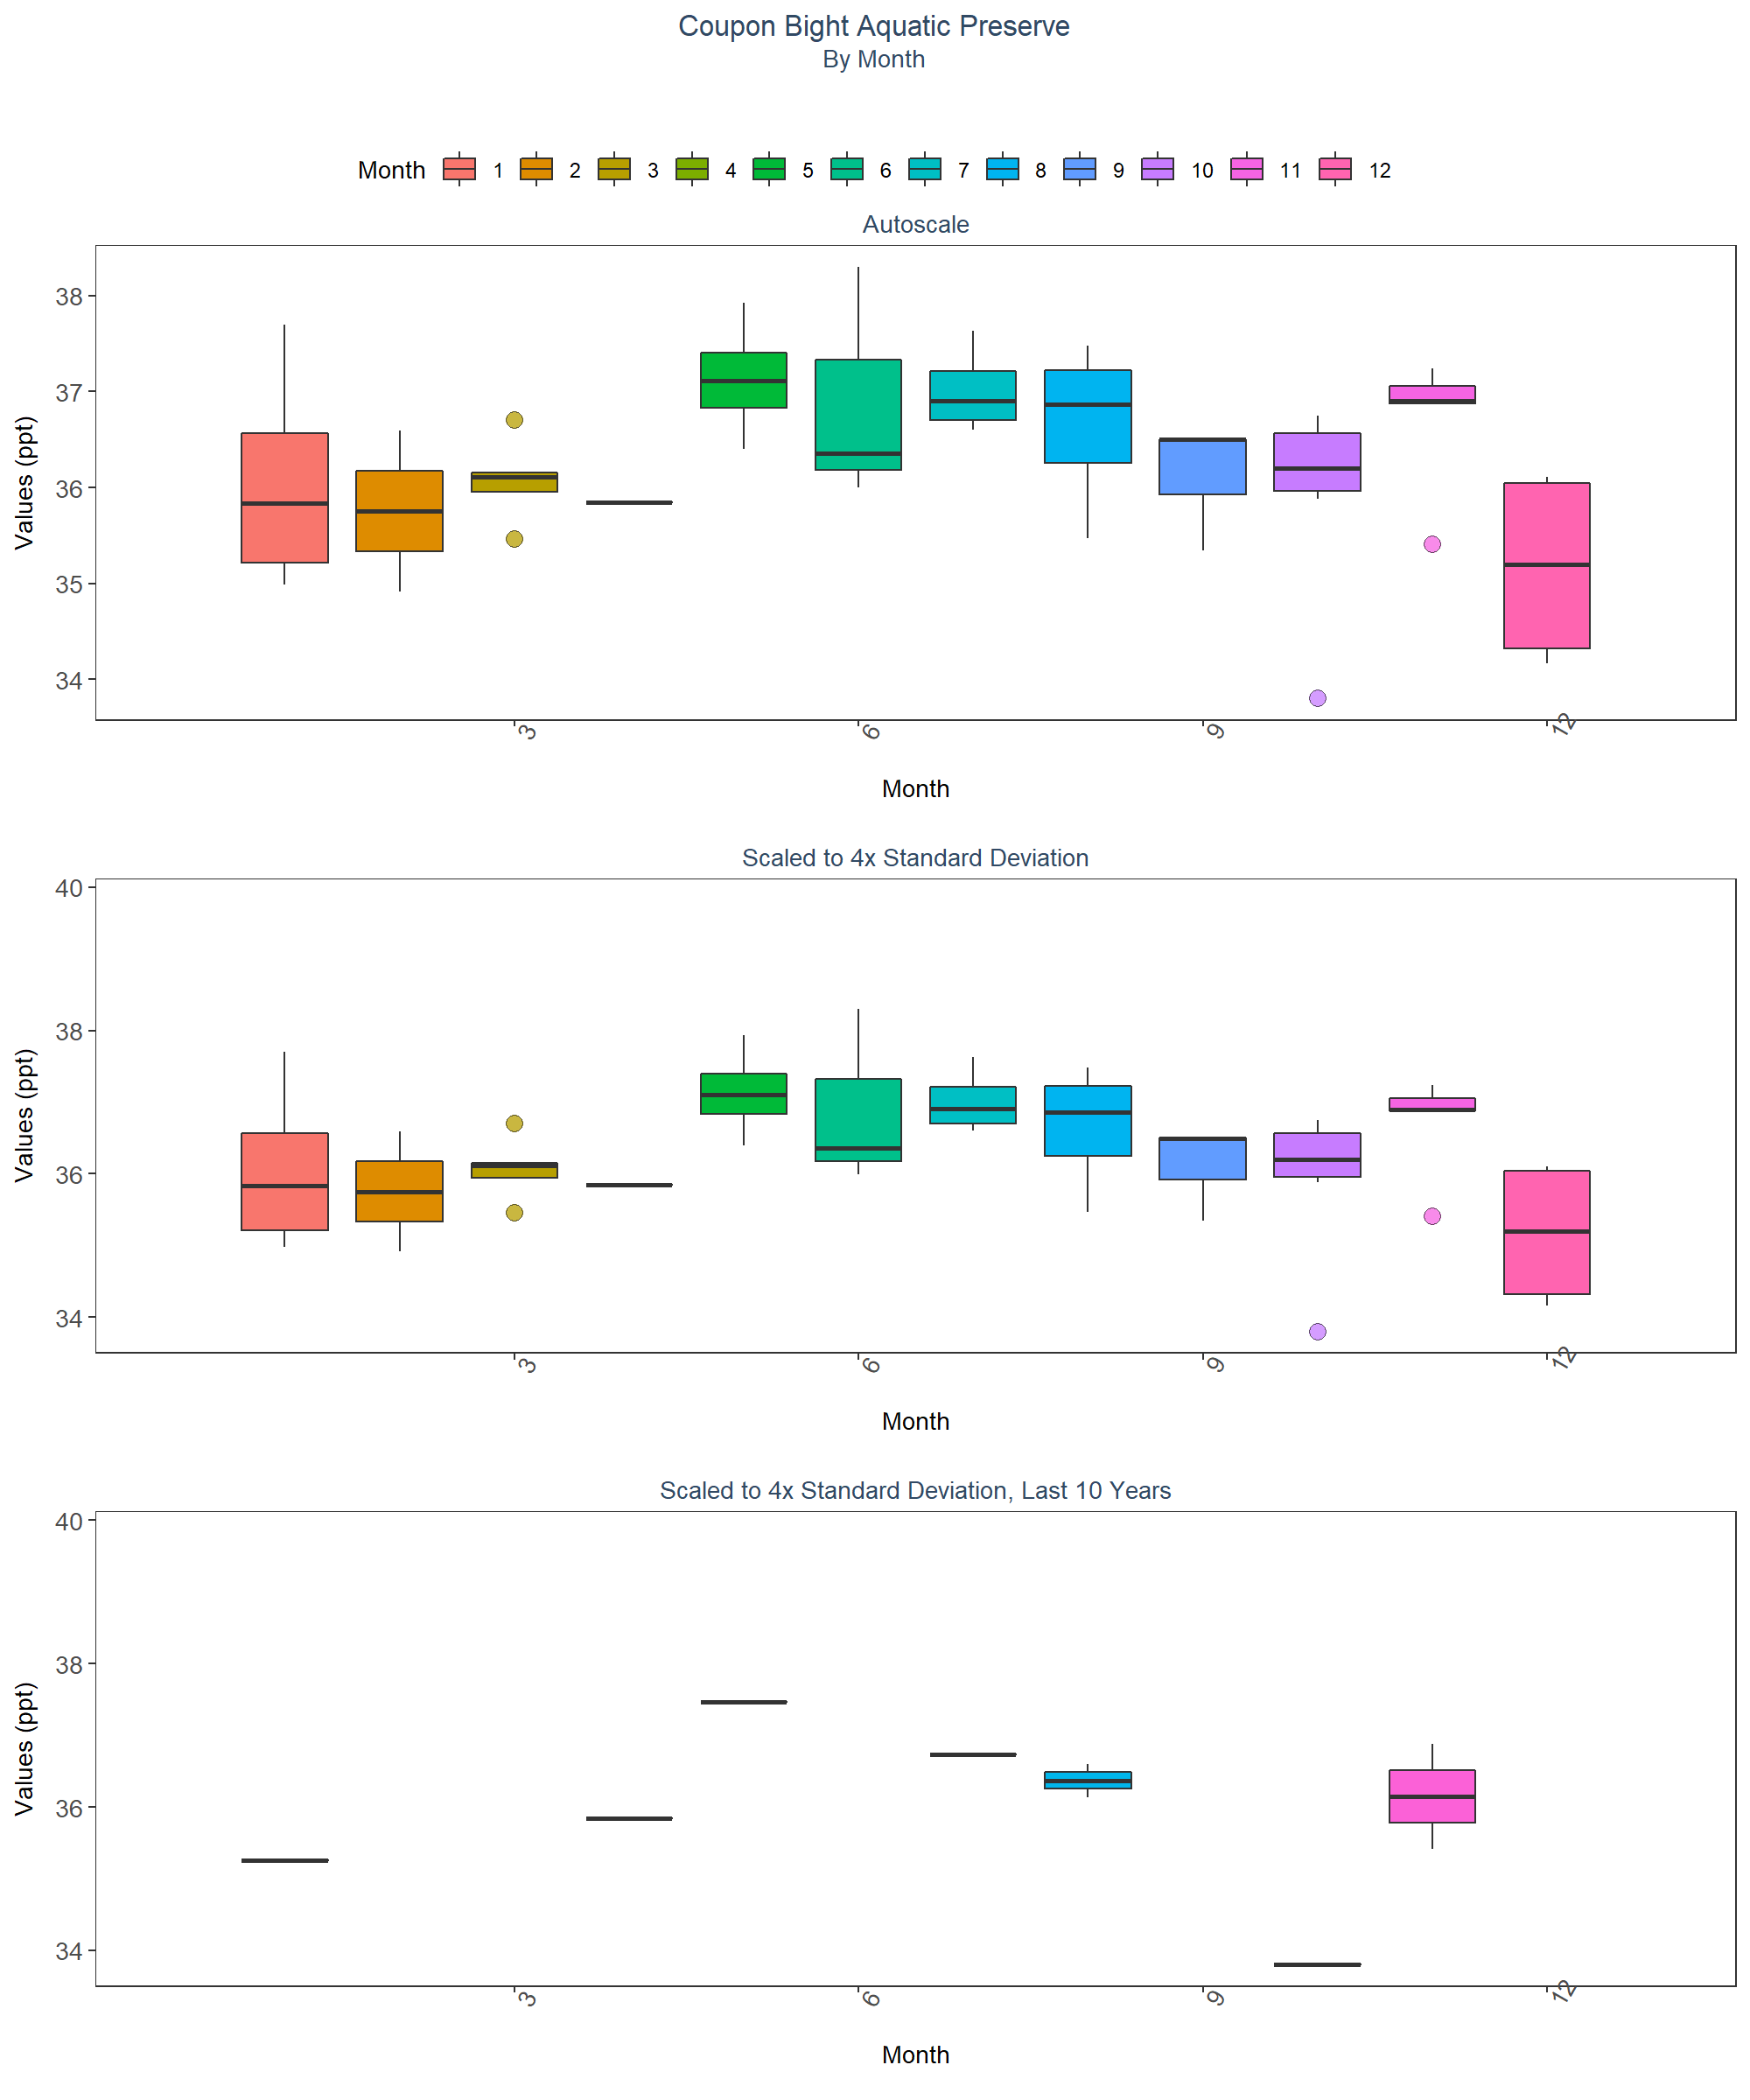 Coupon Bight Aquatic Preserve
By Month
Month 1 2 3 4 5 6 7 8 9 10 11 12
Autoscale
38
37
36
35
34
Values (ppt)
3 6 9 12
Month
Scaled to 4x Standard Deviation
40
38
36
34
Values (ppt)
3 6 9 12
Month
Scaled to 4x Standard Deviation, Last 10 Years
40
38
36
34
Values (ppt)
3 6 9 12
Month